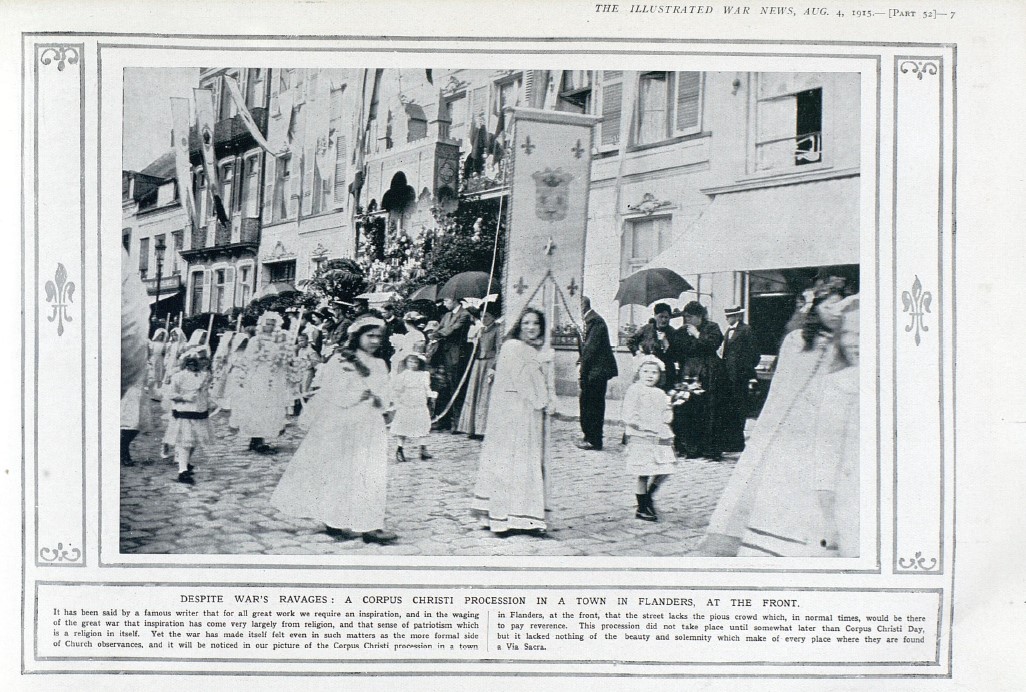 THE ILLUSTRATED WAR NEWS, AUG. 4, 1915.—[PART 52]—7
DESPITE WAR'S RAVAGES: A CORPUS CHRISTI PROCESSION IN A TOWN IN FLANDERS, AT THE FRONT.
It has been said by a famous writer that for all great work we require an inspiration, and in the waging
of the great war that inspiration has come very largely from religion, and that sense of patriotism which
is a religion in itself. Yet the war has made itself felt even in such matters as the more formal side
of Church observances, and it will be noticed in our picture of the Corpus Christi procession in a town
in Flanders, at the front, that the street lacks the pious crowd which, in normal times, would be there
to pay reverence. This procession did not take place until somewhat later than Corpus Christi Day,
but it lacked nothing of the beauty and solemnity which make of every place where they are found
a Via Sacra.